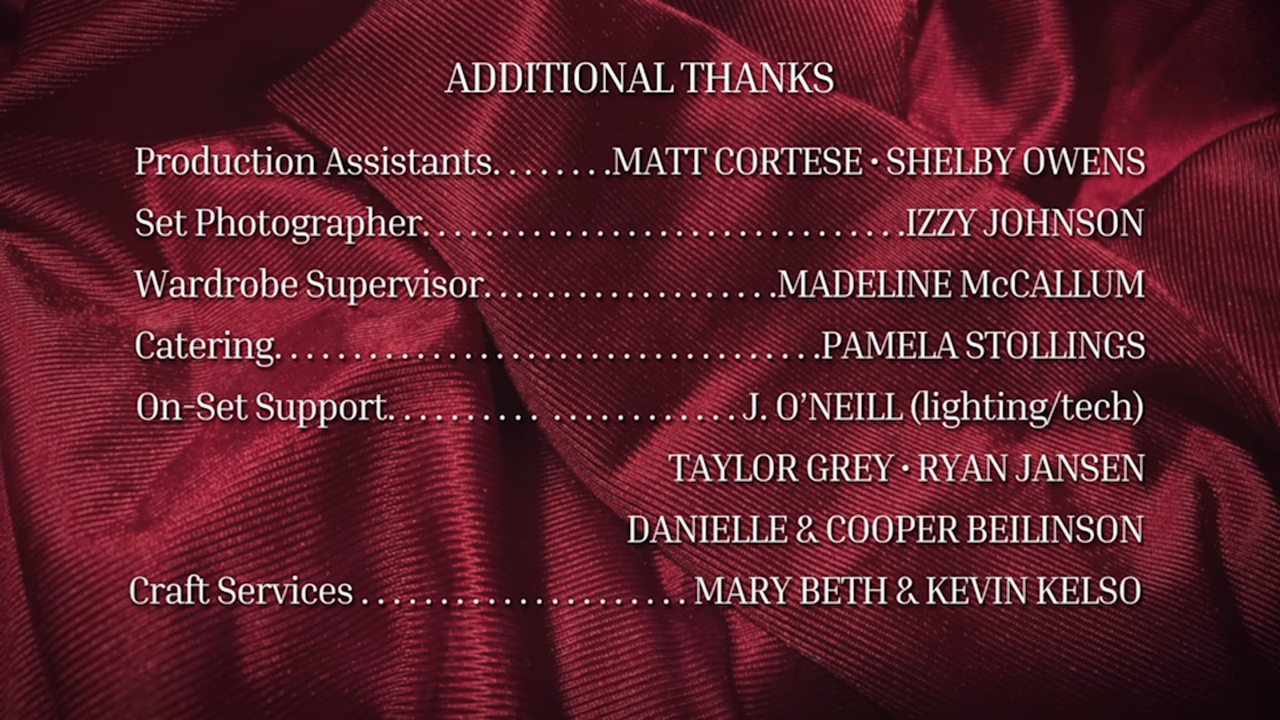 ADDITIONAL THANKS
Production Assistants. . . . . . . .MATT CORTESE • SHELBY OWENS
Set Photographer. . . . . . . . . . . . . . . . . . . . . . . . . . . . . . .IZZY JOHNSON
Wardrobe Supervisor. . . . . . . . . . . . . . . . . . .MADELINE McCALLUM
Catering. . . . . . . . . . . . . . . . . . . . . . . . . . . . . . . . . . .PAMELA STOLLINGS
On-Set Support. . . . . . . . . . . . . . . . . . . . . . J. O’NEILL (lighting/tech)
TAYLOR GREY • RYAN JANSEN
DANIELLE & COOPER BEILINSON
Craft Services . . . . . . . . . . . . . . . . . . . . . MARY BETH & KEVIN KELSO